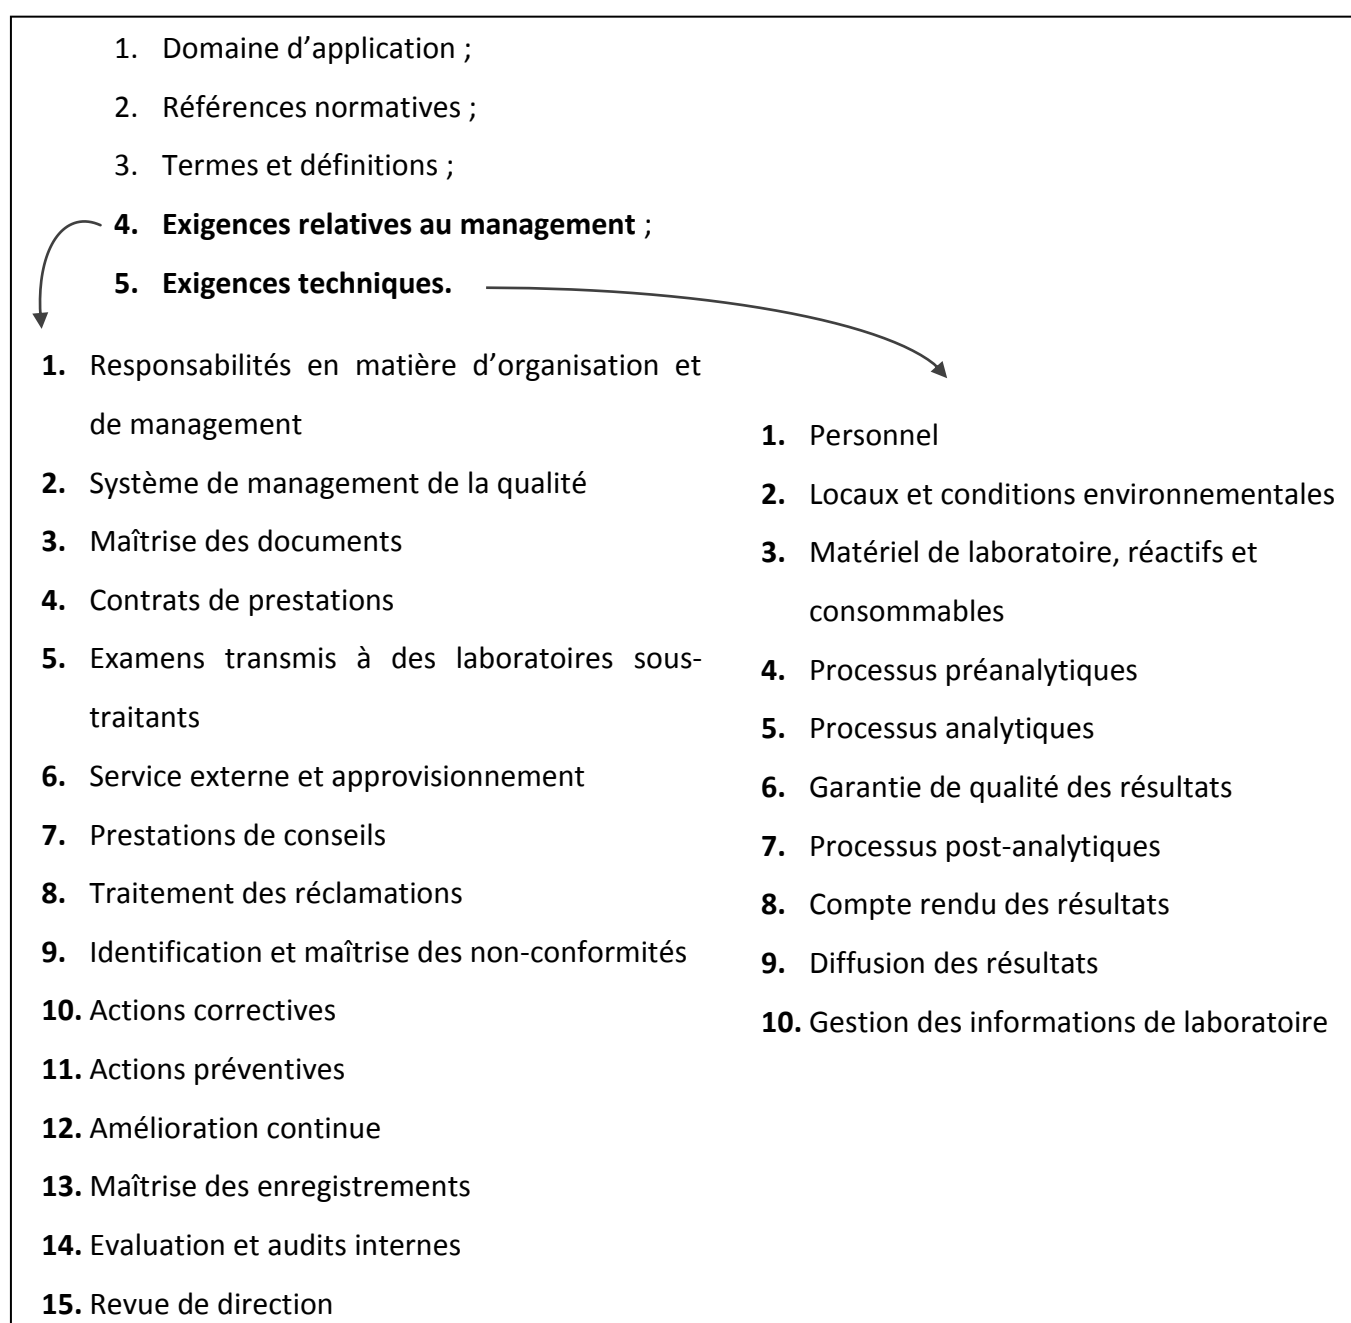 1. Domaine d’application ;
2. Références normatives ;
3. Termes et définitions ;
4. Exigences relatives au management ;
5. Exigences techniques.
1. Responsabilités en matière d’organisation et
de management
2. Système de management de la qualité
3. Maîtrise des documents
4. Contrats de prestations
5. Examens transmis à des laboratoires sous-
traitants
6. Service externe et approvisionnement
7. Prestations de conseils
8. Traitement des réclamations
9. Identification et maîtrise des non-conformités
10. Actions correctives
11. Actions préventives
12. Amélioration continue
13. Maîtrise des enregistrements
14. Evaluation et audits internes
15. Revue de direction
1. Personnel
2. Locaux et conditions environnementales
3. Matériel de laboratoire, réactifs et
consommables
4. Processus préanalytiques
5. Processus analytiques
6. Garantie de qualité des résultats
7. Processus post-analytiques
8. Compte rendu des résultats
9. Diffusion des résultats
10. Gestion des informations de laboratoire